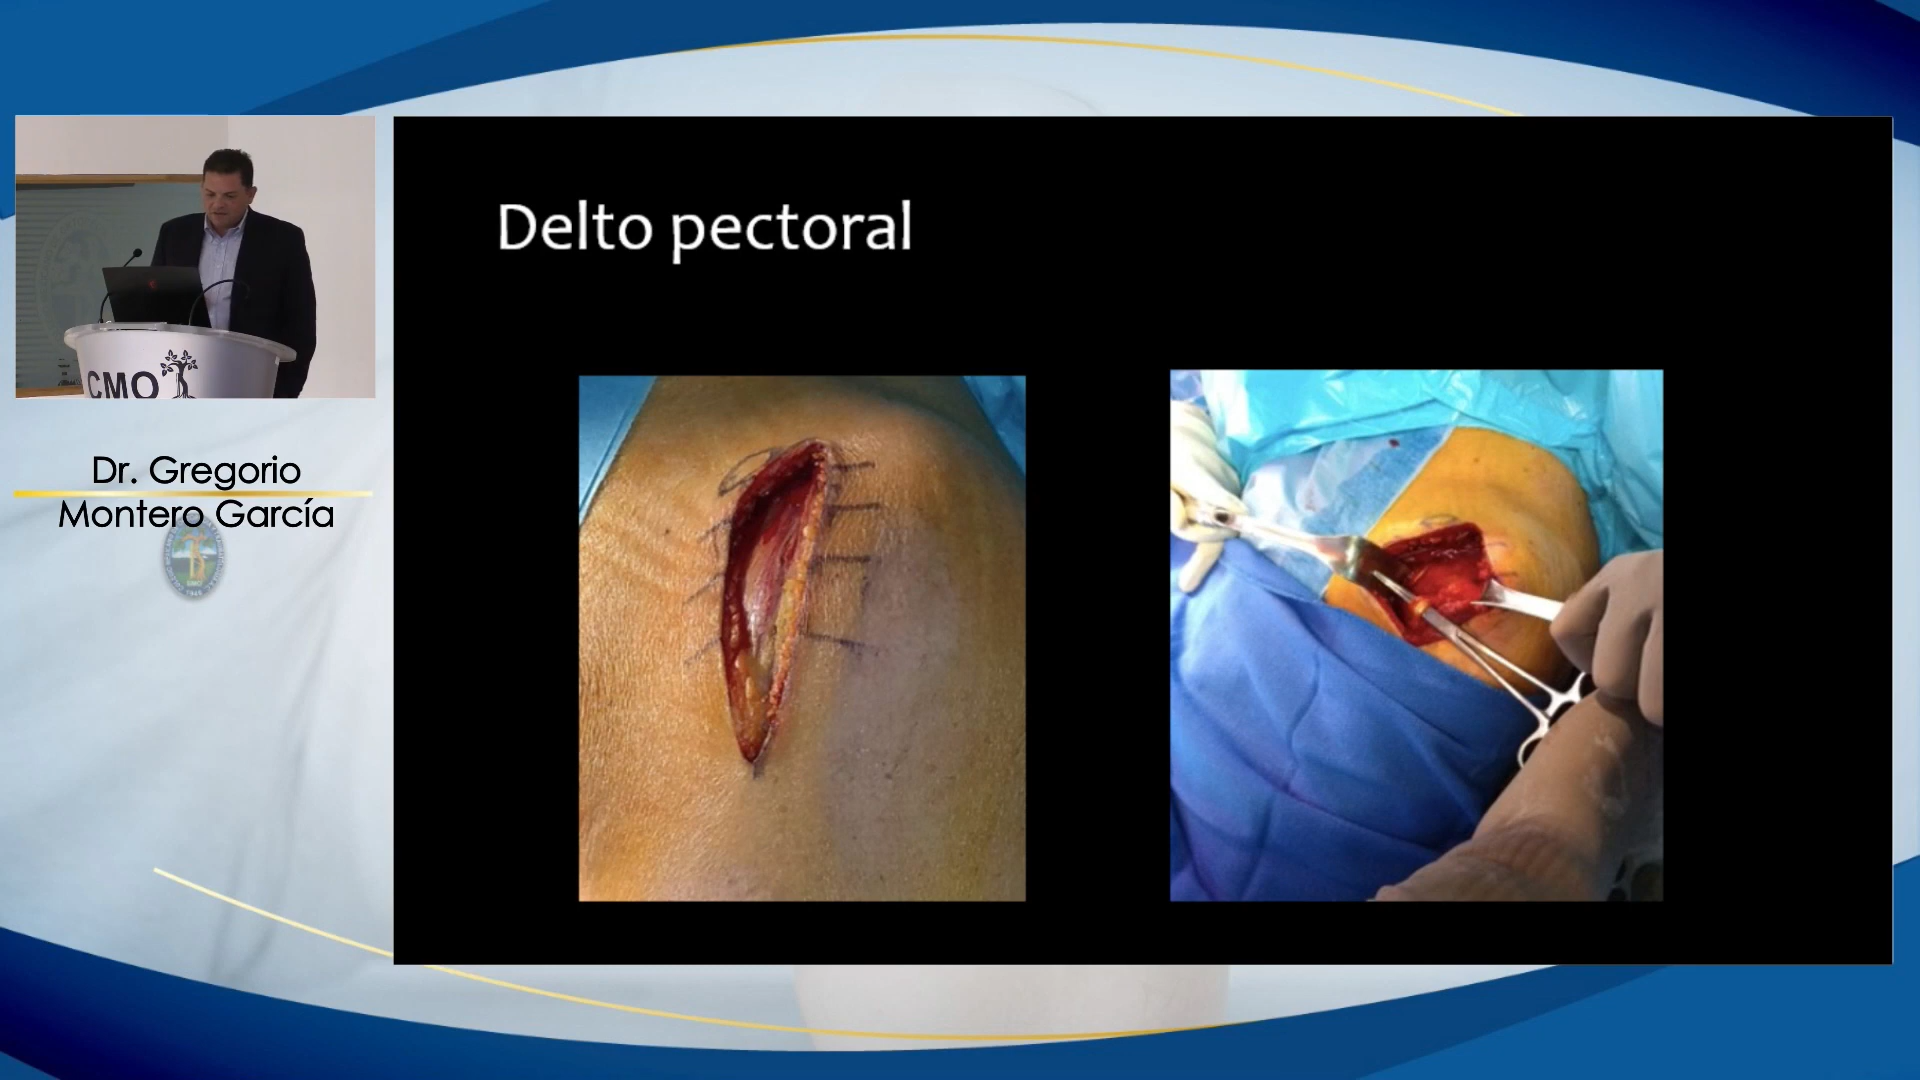 Delto pectoral
CMO
Dr. Gregorio
Montero García